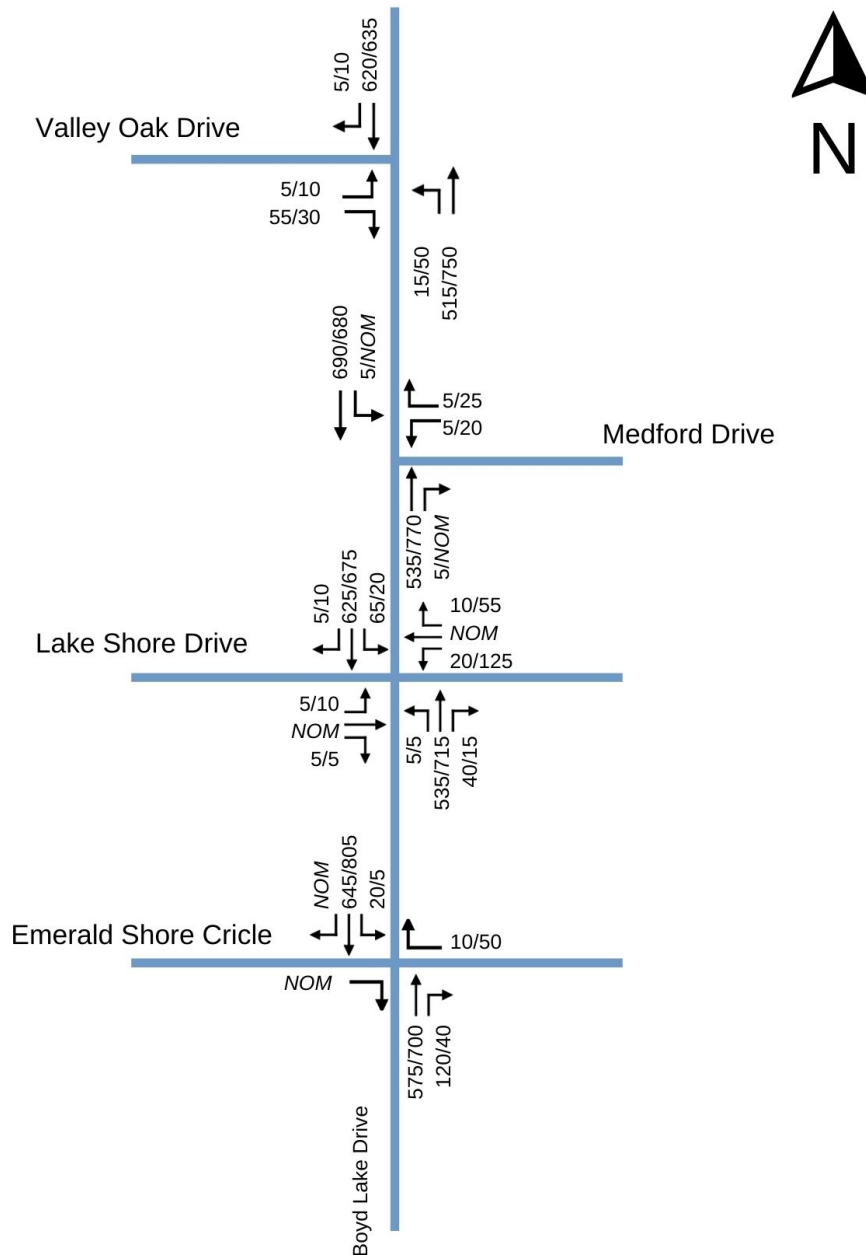 N
5/10
620/635
Valley Oak Drive
5/10
55/30
15/50
515/750
690/680
5/NOM
5/25
5/20
Medford Drive
535/770
5/NOM
5/10
625/675
65/20
10/55
NOM
20/125
Lake Shore Drive
5/10
NOM
5/5
5/5
535/715
40/15
NOM
645/805
20/5
Emerald Shore Cricle
10/50
NOM
575/700
120/40
Boyd Lake Drive